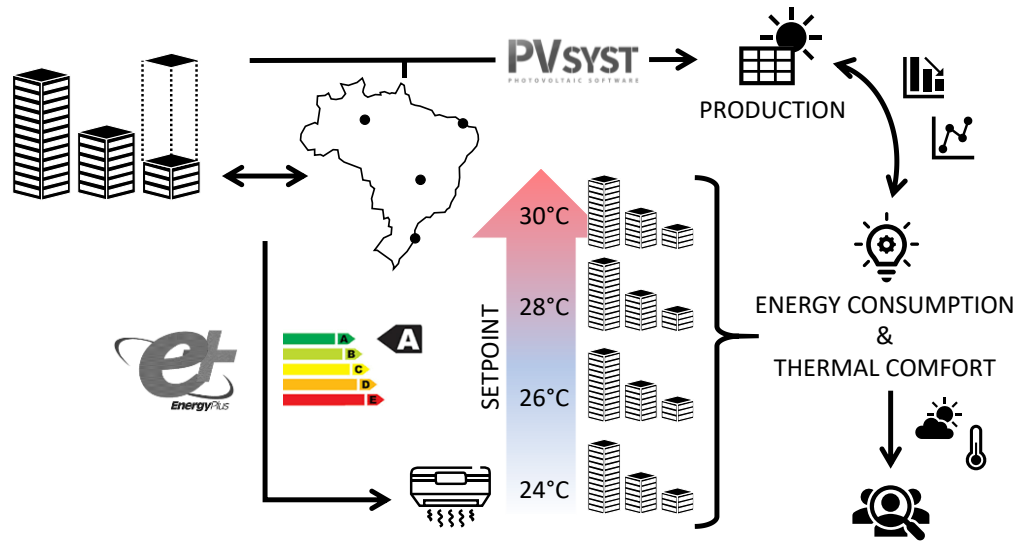 PVSYST
PHOTOVOLTAIC SOFTWARE
PRODUCTION
30°C
28°C
SETPOINT
26°C
24°C
ENERGY CONSUMPTION
&
THERMAL COMFORT
e+
EnergyPlus
A
A
B
C
D
E